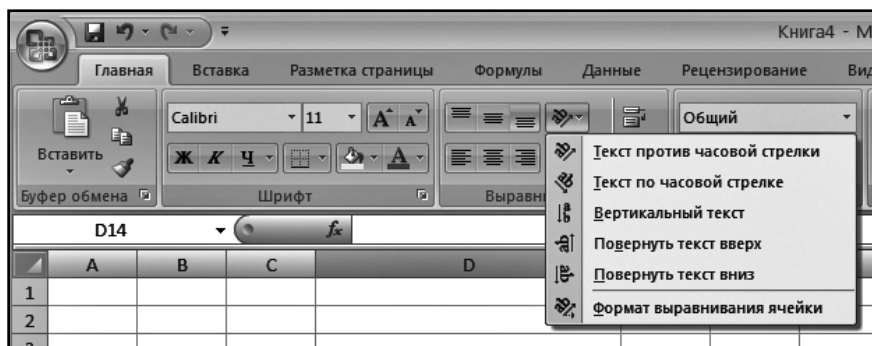 Книга4 - M
Главная Вставка Разметка страницы Формулы Данные Рецензирование Вид
Calibri 11 А А Общий
Вставить Ж К Ч А
Буфер обмена Шрифт Выравн
Текст против часовой стрелки
Текст по часовой стрелке
Вертикальный текст
Повернуть текст вверх
Повернуть текст вниз
Формат выравнивания ячейки
D14 fx
A B C D
1
2